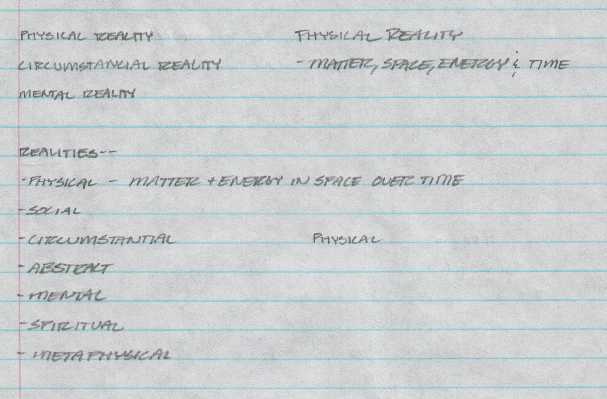 PHYSICAL REALITY
CIRCUMSTANCIAL REALITY
MENTAL REALITY
PHYSICAL REALITY
- MATTER, SPACE, ENERGY & TIME
REALITIES--
- PHYSICAL - MATTER + ENERGY IN SPACE OVER TIME
- SOCIAL
- CIRCUMSTANTIAL
PHYSICAL
- ABSTRACT
- MENTAL
- SPIRITUAL
- METAPHYSICAL